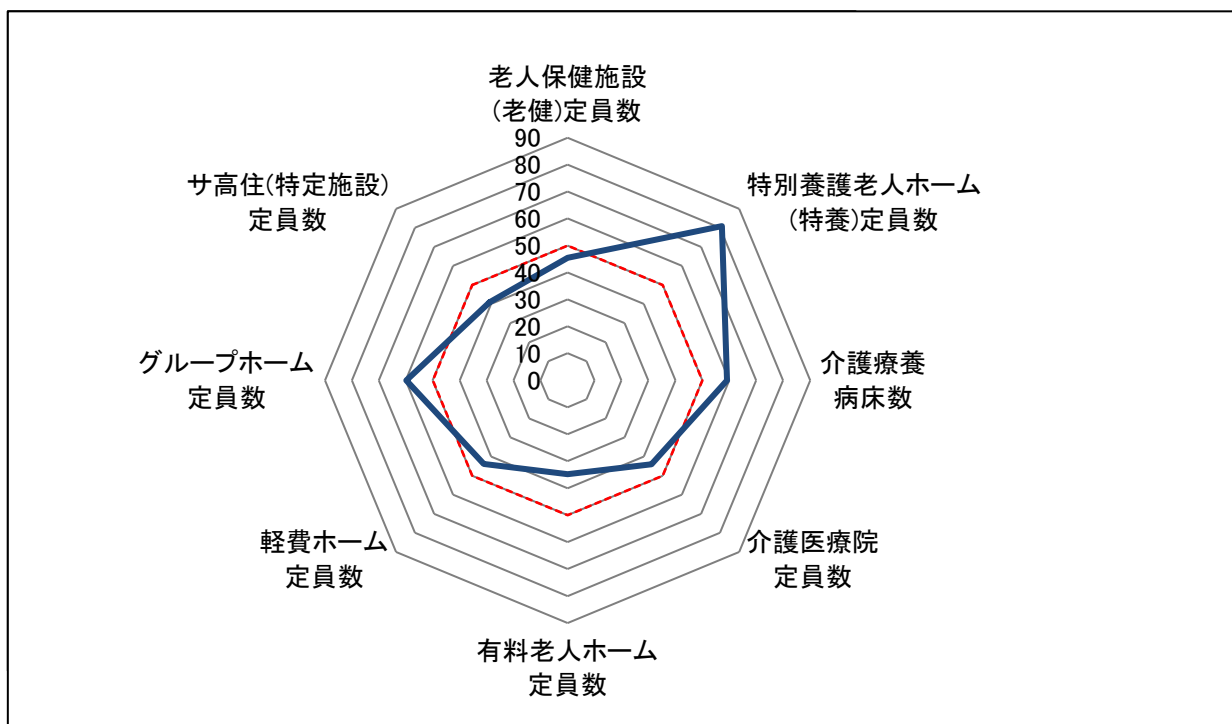 老人保健施設
(老健)定員数
特別養護老人ホーム
(特養)定員数
介護療養
病床数
介護医療院
定員数
有料老人ホーム
定員数
軽費ホーム
定員数
グループホーム
定員数
サ高住(特定施設)
定員数
90
80
70
60
50
40
30
20
10
0